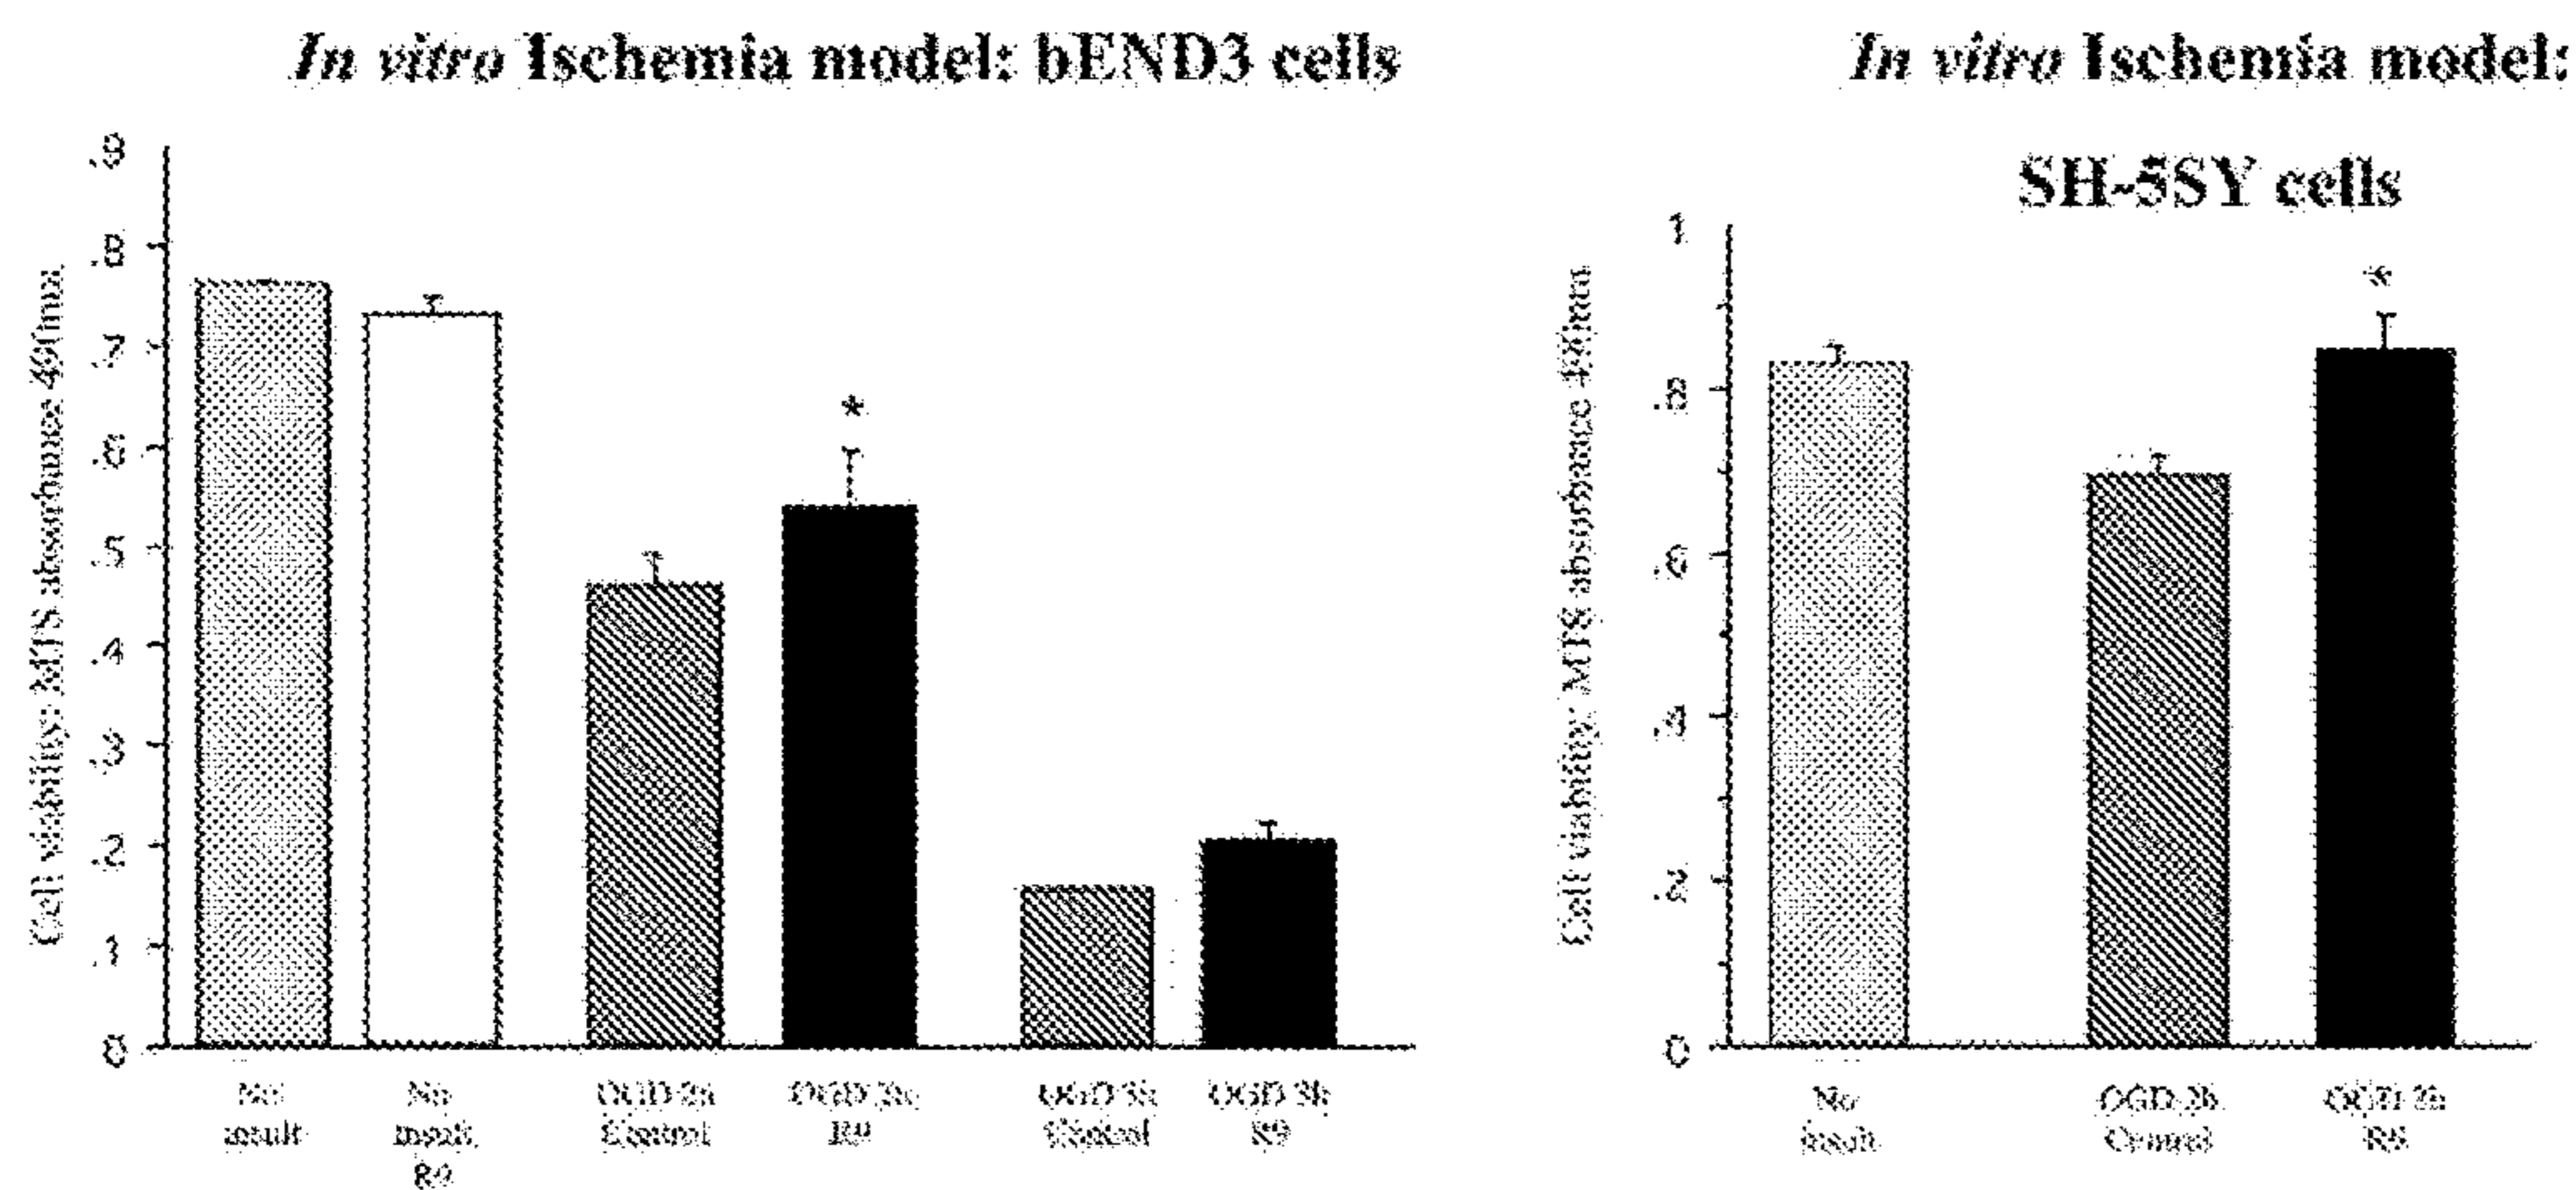 In vitro Ischemia model: bEND3 cells
Cell viability: MTS absorbance 490nm
.9
.8
.7
.6
.5
.4
.3
.2
.1
0
No
insult
No
insult
R9
OGD 2h
Control
OGD 2h
R9
OGD
Control
OGD
R9
In vitro Ischemia model:
SH-5SY cells
Cell viability: MTS absorbance
1
.8
.6
.4
.2
0
*
*
No
insult
OGD 2h
Control
OGD 2h